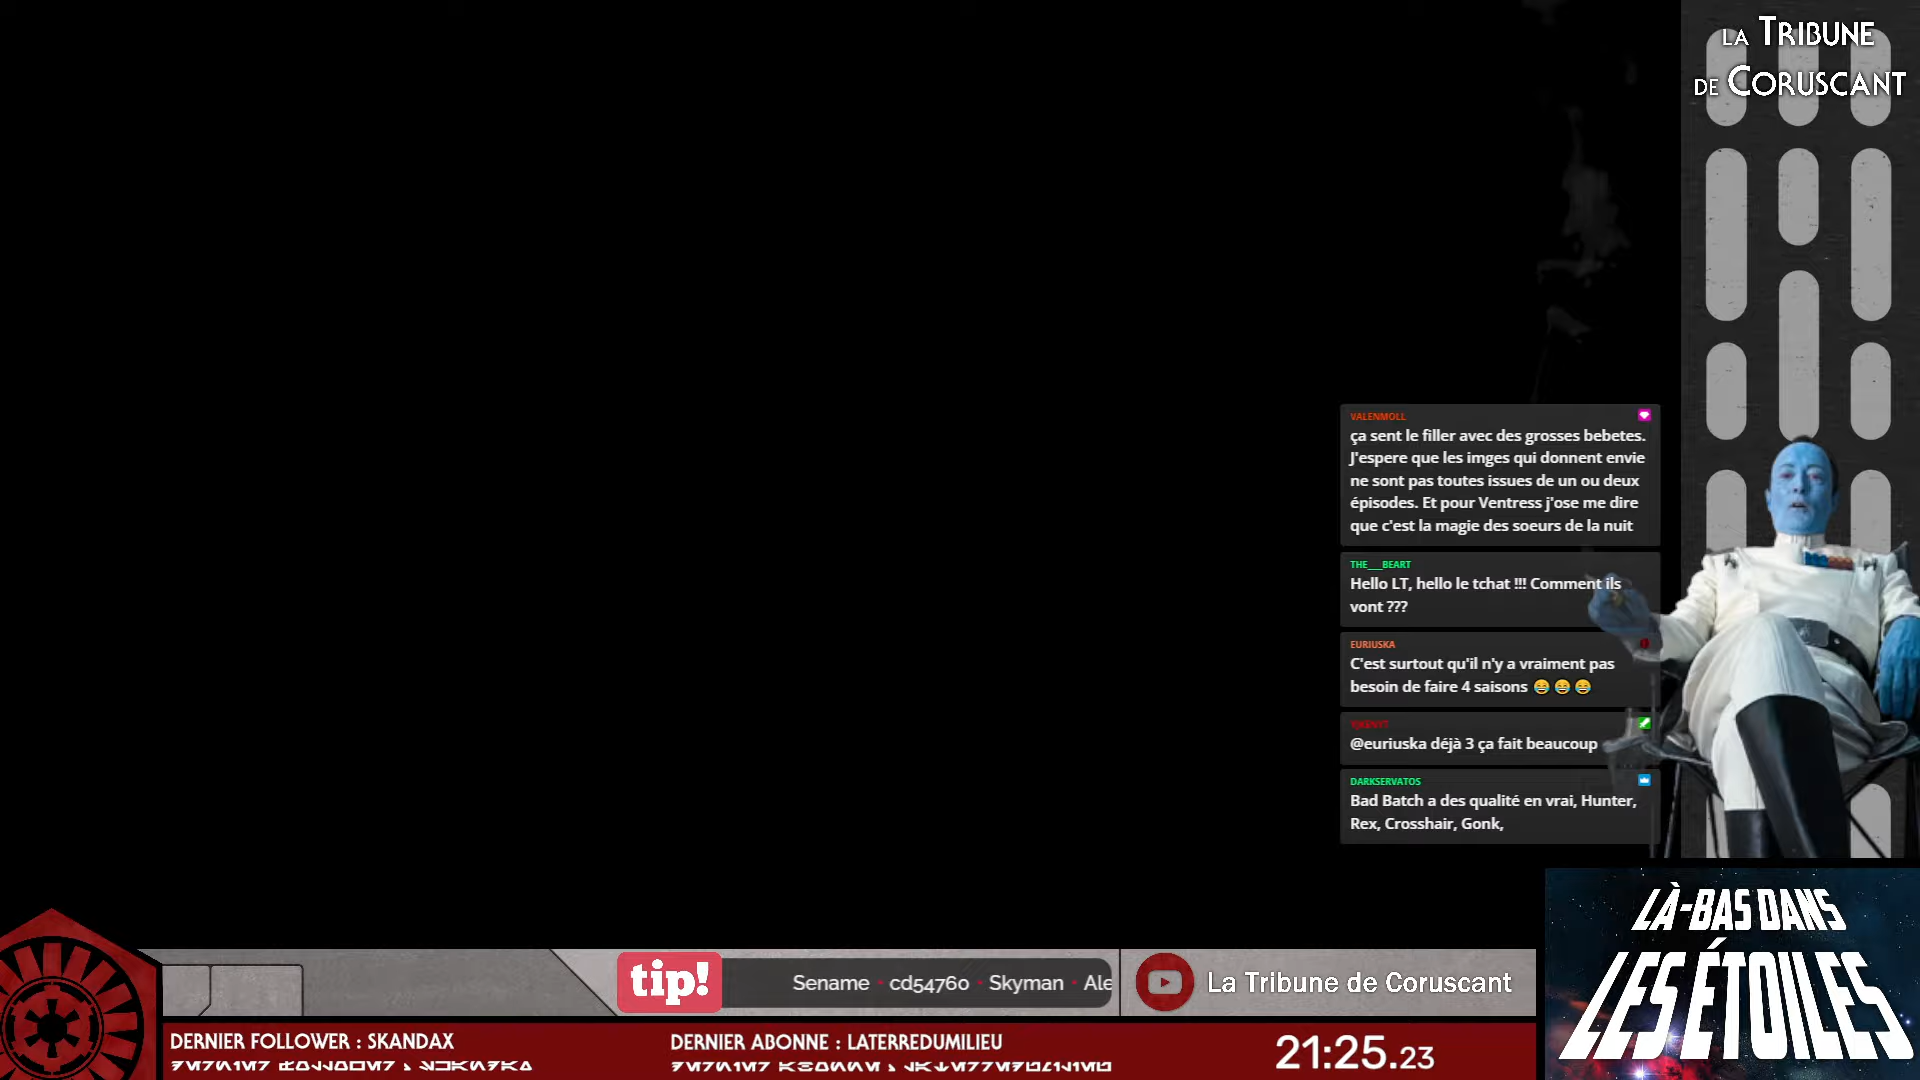 LA TRIBUNE
DE CORUSCANT
VALENMOLL
ça sent le filler avec des grosses bebetes.
J'espere que les imges qui donnent envie
ne sont pas toutes issues de un ou deux
épisodes. Et pour Ventress j'ose me dire
que c'est la magie des soeurs de la nuit
THE___BEART
Hello LT, hello le tchat !!! Comment ils
vont ???
EURIUSKA
C'est surtout qu'il n'y a vraiment pas
besoin de faire 4 saisons 😂 😂 😂
@euriuska déjà 3 ça fait beaucoup
DARKSERVATOS
Bad Batch a des qualité en vrai, Hunter,
Rex, Crosshair, Gonk,
LÀ-BAS DANS
LES ÉTOILES
tip!
Sename · cd54760 · Skyman · Ale
La Tribune de Coruscant
DERNIER FOLLOWER : SKANDAX
DERNIER ABONNE : LATERREDUMILIEU
21:25.23